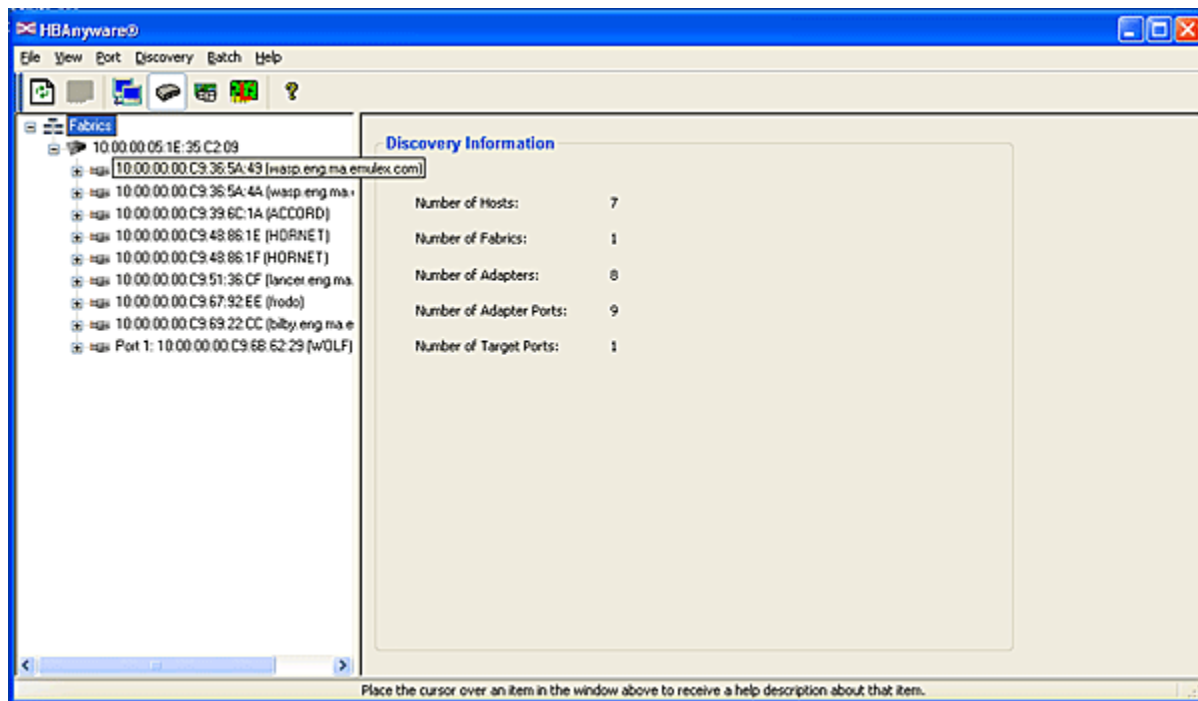 HBAnyware®
File View Port Discovery Batch Help
Fabrics
10:00:00:05:1E:35:C2:09
10:00:00:00:C9:36:5A:49 (wasp.eng.ma.emulex.com)
10:00:00:00:C9:36:5A:4A (wasp.eng.ma.
10:00:00:00:C9:39:6C:1A (ACCORD)
10:00:00:00:C9:48:86:1E (HORNET)
10:00:00:00:C9:48:86:1F (HORNET)
10:00:00:00:C9:51:36:CF (lancer.eng.ma.
10:00:00:00:C9:67:92:EE (frodo)
10:00:00:00:C9:69:22:CC (bilby.eng.ma.e
Port 1: 10:00:00:00:C9:6B:62:29 (WOLF)
Discovery Information
Number of Hosts: 7
Number of Fabrics: 1
Number of Adapters: 8
Number of Adapter Ports: 9
Number of Target Ports: 1
Place the cursor over an item in the window above to receive a help description about that item.